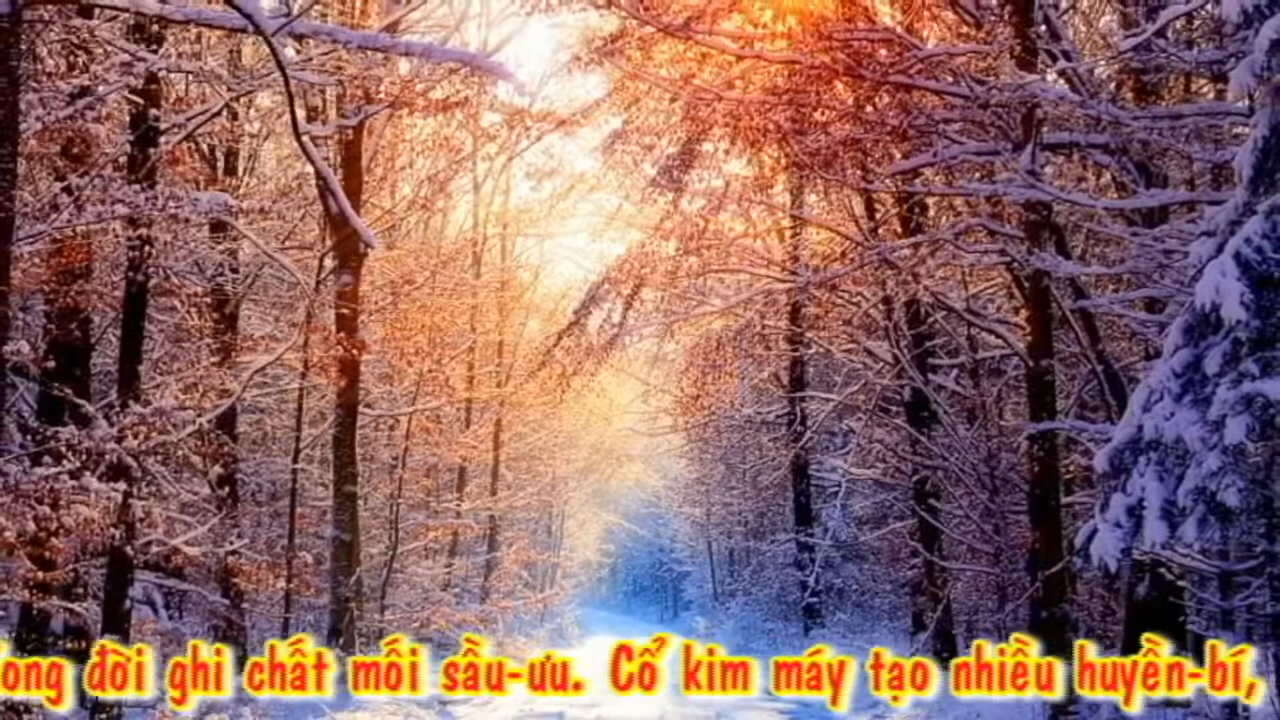 ong đời ghi chất mối sầu-ưu. Cổ kim máy tạo nhiều huyền-bí,